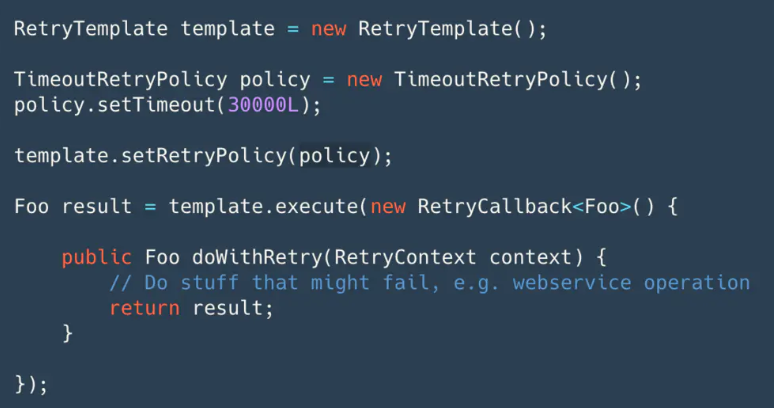 RetryTemplate template = new RetryTemplate();
TimeoutRetryPolicy policy = new TimeoutRetryPolicy();
policy.setTimeout(30000L);
template.setRetryPolicy(policy);
Foo result = template.execute(new RetryCallback<Foo>() {
    public Foo doWithRetry(RetryContext context) {
        // Do stuff that might fail, e.g. webservice operation
        return result;
    }
});